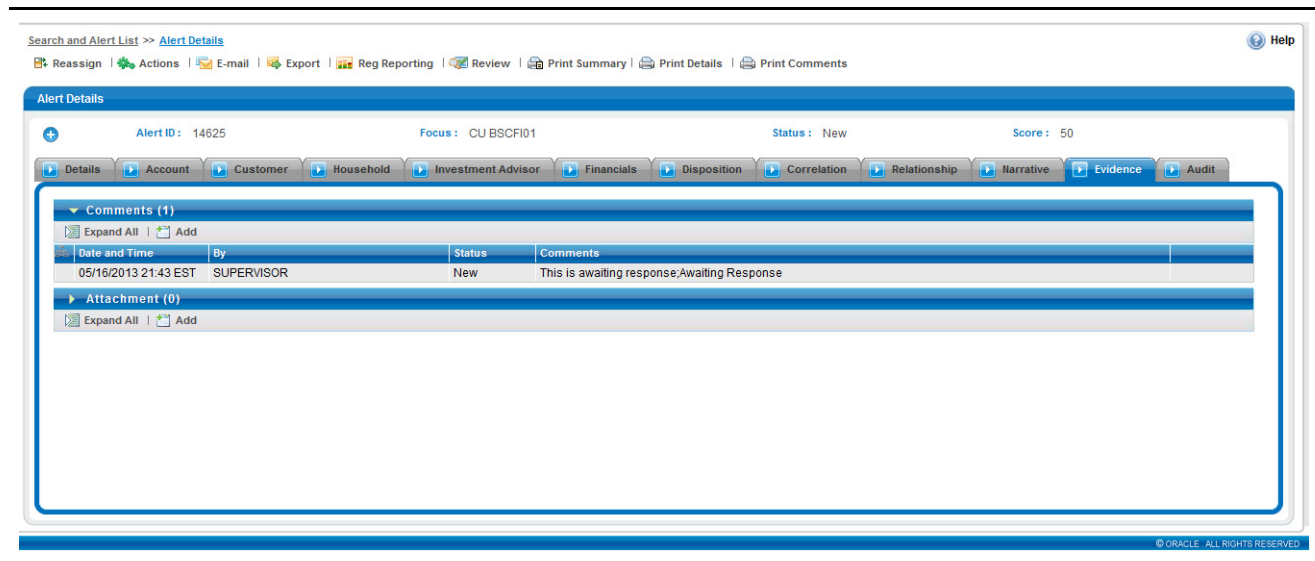 Search and Alert List >> Alert Details
Help
Reassign | Actions | E-mail | Export | Reg Reporting | Review | Print Summary | Print Details | Print Comments
Alert Details
Alert ID : 14625 Focus : CU BSCFI01 Status : New Score : 50
Details Account Customer Household Investment Advisor Financials Disposition Correlation Relationship Narrative Evidence Audit
Comments (1)
Expand All | Add
Date and Time By Status Comments
05/16/2013 21:43 EST SUPERVISOR New This is awaiting response;Awaiting Response
Attachment (0)
Expand All | Add
© ORACLE . ALL RIGHTS RESERVED